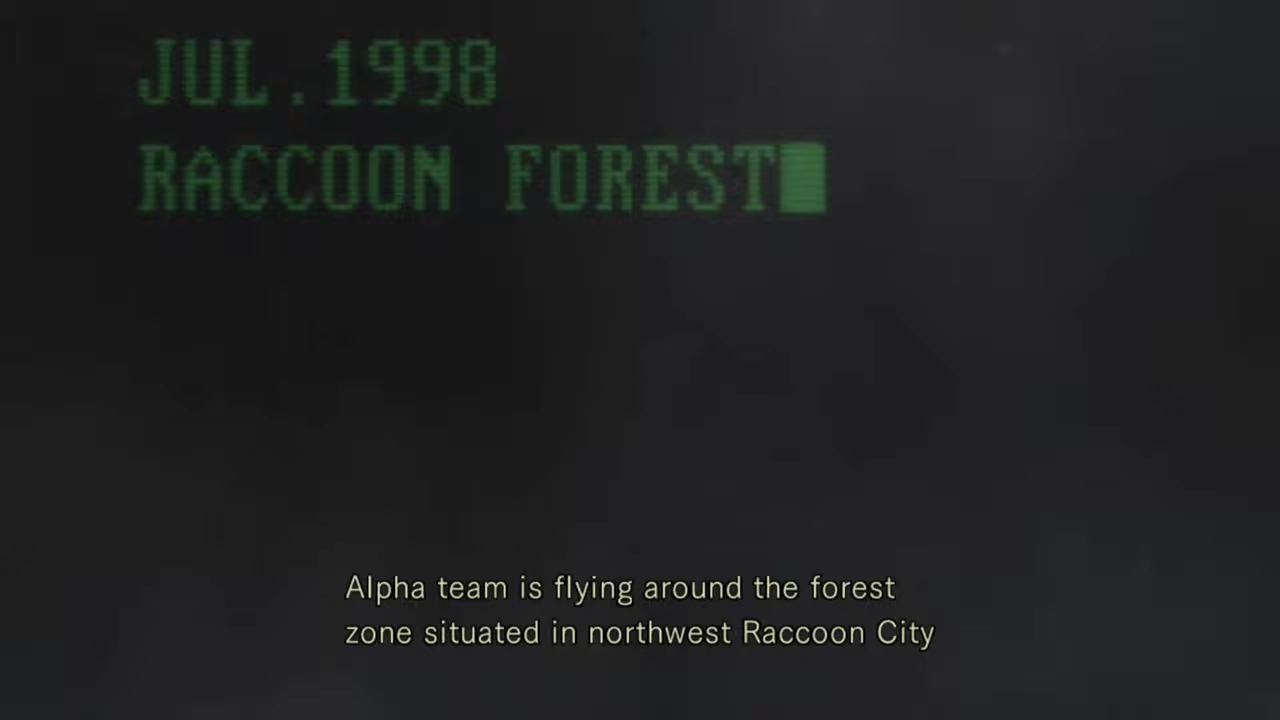 JUL.1998
RACCOON FOREST
Alpha team is flying around the forest
zone situated in northwest Raccoon City